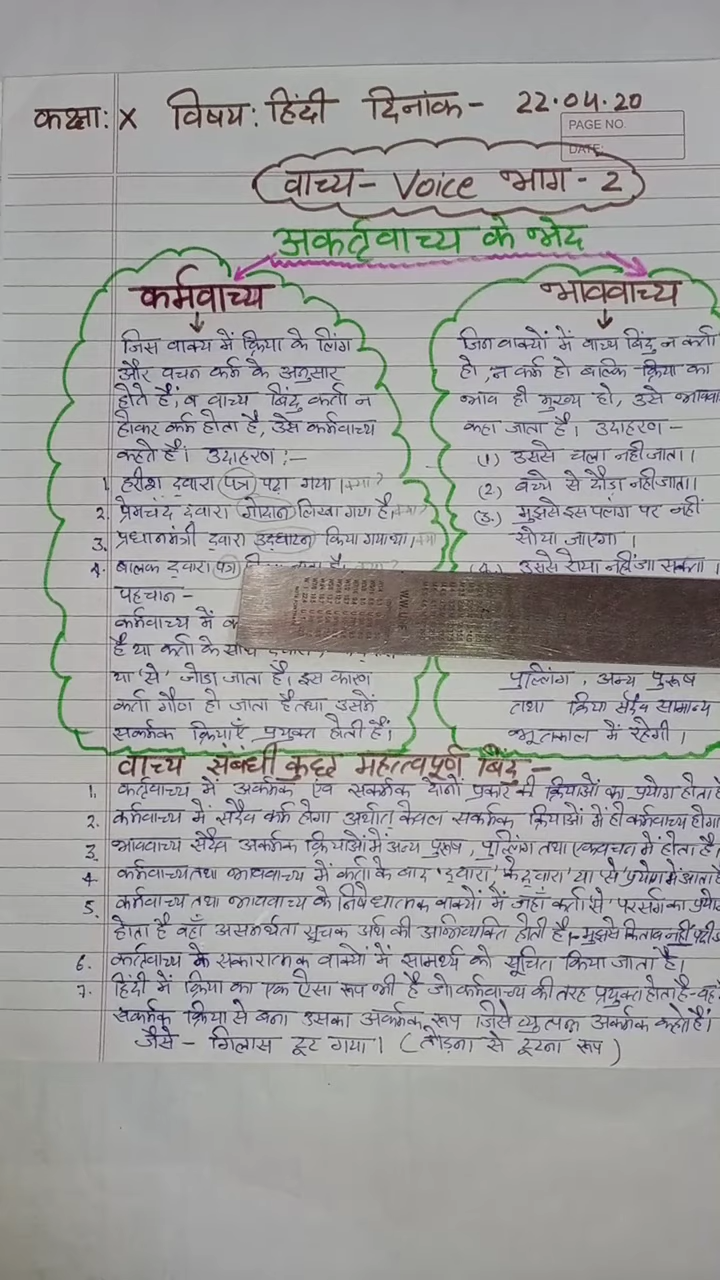 कक्षा: X विषय: हिंदी दिनांक - 22.04.20
PAGE NO.
DATE:
वाच्य - Voice भाग - 2
अकर्तृवाच्य के भेद
कर्मवाच्य
जिस वाक्य में क्रिया के लिंग
और वचन कर्म के अनुसार
होते हैं, व वाच्य बिंदु कर्ता न
होकर कर्म होता है, उसे कर्मवाच्य
कहते हैं। उदाहरण :-
1. हरीश द्वारा पत्र पढ़ा गया। क्या?
2. प्रेमचंद द्वारा गोदान लिखा गया है।
3. प्रधानमंत्री द्वारा उद्घाटन किया गया था।
4. बालक द्वारा पत्र
पहचान -
कर्मवाच्य में
है या कर्ता के साथ
या 'से' जोड़ा जाता है। इस कारण
कर्ता गौण हो जाता है तथा उसमें
सकर्मक क्रियाएँ प्रयुक्त होती हैं।
भाववाच्य
जिन वाक्यों में वाच्य बिंदु न कर्ता
हो, न कर्म हो बल्कि क्रिया का
भाव ही मुख्य हो, उसे
कहा जाता है। उदाहरण -
(1) उससे चला नहीं जाता।
(2) बच्चे से दौड़ा नहीं जाता।
(3.) मुझसे इस पलंग पर नहीं
सोया जाएगा।
उससे रोया नहीं जा सकता।
पुल्लिंग, अन्य पुरूष
तथा क्रिया सदैव सामान्य
भूतकाल में रहेगी।
वाच्य संबंधी कुछ महत्वपूर्ण बिंदु -
1. कर्तृवाच्य में अकर्मक एवं सकर्मक दोनों प्रकार की क्रियाओं का प्रयोग होता
2. कर्मवाच्य में सदैव कर्म होगा अर्थात् केवल सकर्मक क्रियाओं में ही कर्मवाच्य होगा
3. भाववाच्य सदैव अकर्मक क्रियाओं में अन्य पुरूष, पुल्लिंग तथा एकवचन में होता है।
4. कर्मवाच्य तथा भाववाच्य में कर्ता के बाद 'द्वारा', 'के द्वारा' या 'से' प्रयोग में आता
5. कर्मवाच्य तथा भाववाच्य के निषेधात्मक वाक्यों में जहाँ कर्ता 'से' परसर्ग का
होता है वहाँ असमर्थता सूचक अर्थ की अभिव्यक्ति होती है। - मुझसे किताब नहीं
6. कर्तृवाच्य के सकारात्मक वाक्यों में सामर्थ्य को सूचित किया जाता है।
7. हिंदी में क्रिया का एक ऐसा रूप भी है जो कर्मवाच्य की तरह प्रयुक्त होता है - वह
सकर्मक क्रिया से बना उसका अकर्मक रूप जिसे व्युत्पन्न अकर्मक कहते हैं।
जैसे - गिलास टूट गया। (तोड़ना से टूटना रूप)